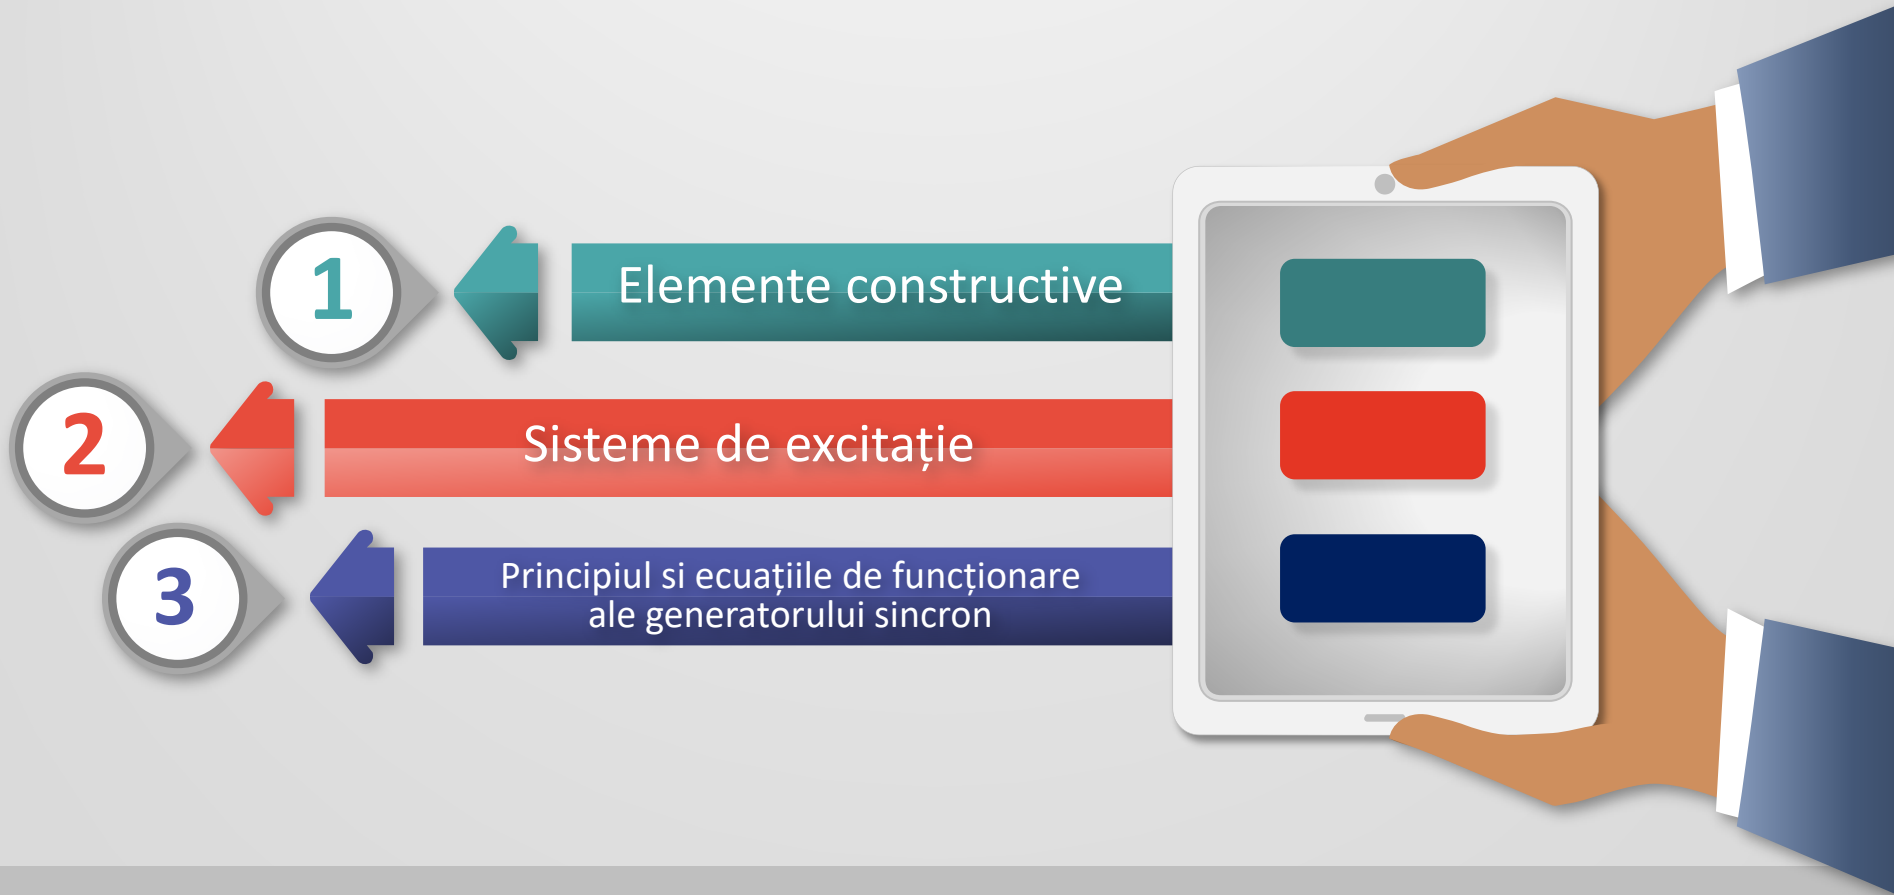 1
Elemente constructive
2
Sisteme de excitație
3
Principiul si ecuațiile de funcționare
ale generatorului sincron